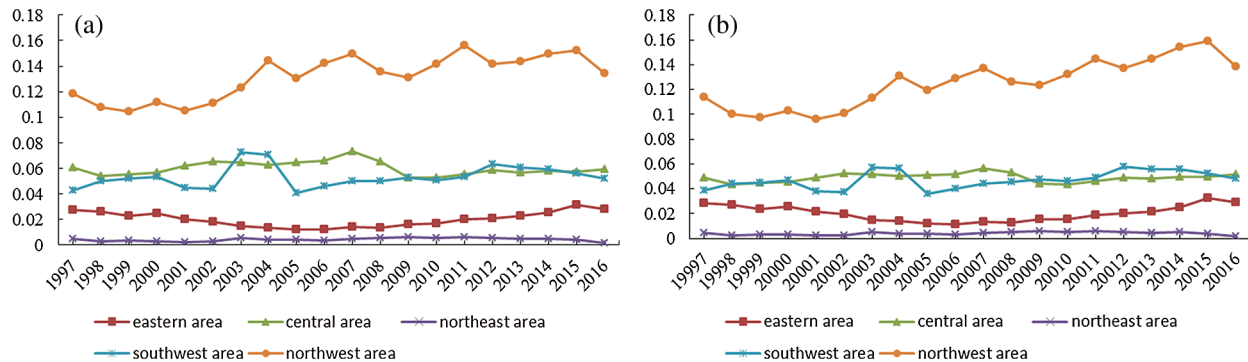 (a)
0.18
0.16
0.14
0.12
0.1
0.08
0.06
0.04
0.02
0
1997 1998 1999 2000 2001 2002 2003 2004 2005 2006 2007 2008 2009 2010 2011 2012 2013 2014 2015 2016
eastern area central area northeast area
southwest area northwest area
(b)
0.18
0.16
0.14
0.12
0.1
0.08
0.06
0.04
0.02
0
19997 19998 19999 20000 20001 20002 20003 20004 20005 20006 20007 20008 20009 20010 20011 20012 20013 20014 20015 20016
eastern area central area northeast area
southwest area northwest area